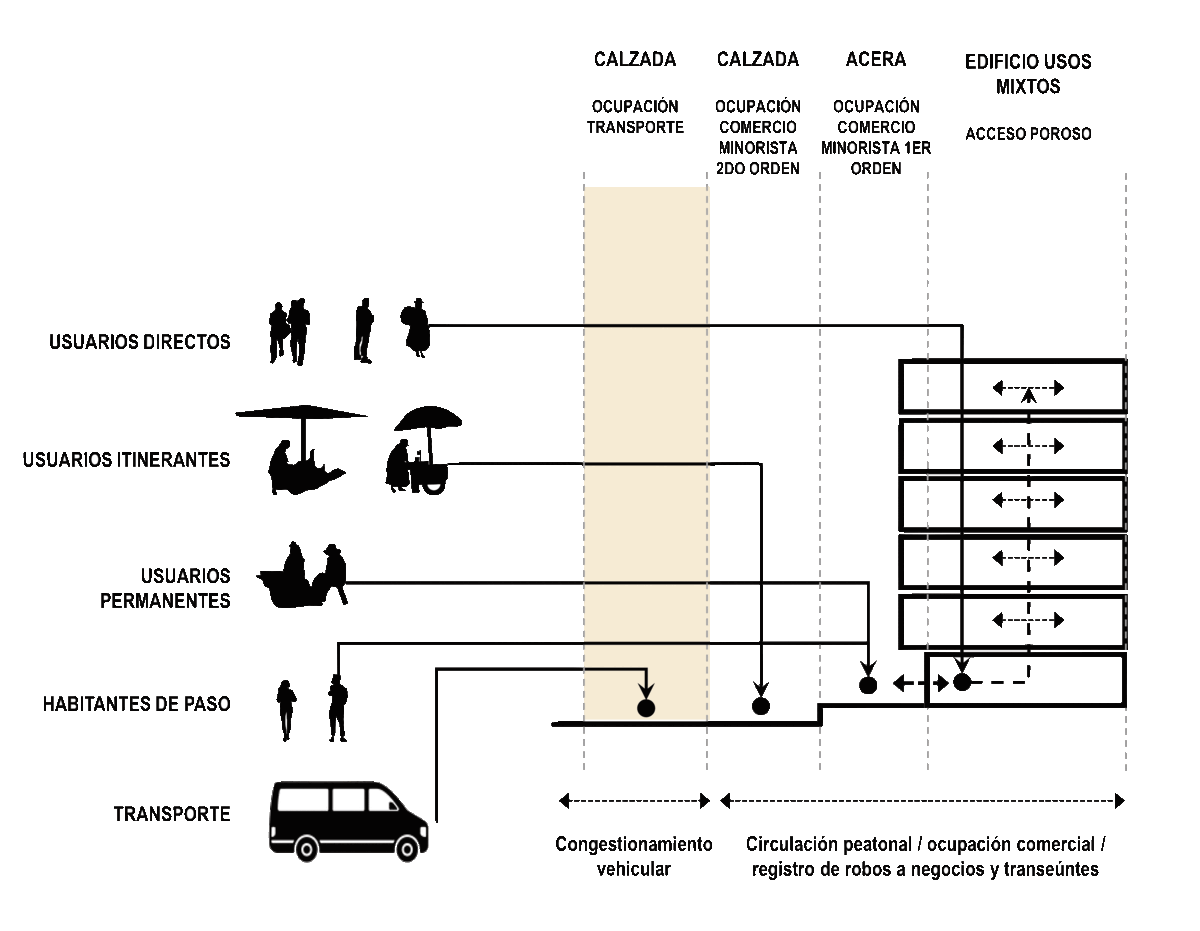 CALZADA
OCUPACIÓN
TRANSPORTE
CALZADA
OCUPACIÓN
COMERCIO
MINORISTA
2DO ORDEN
ACERA
OCUPACIÓN
COMERCIO
MINORISTA 1ER
ORDEN
EDIFICIO USOS
MIXTOS
ACCESO POROSO
USUARIOS DIRECTOS
USUARIOS ITINERANTES
USUARIOS
PERMANENTES
HABITANTES DE PASO
TRANSPORTE
Congestionamiento
vehicular
Circulación peatonal / ocupación comercial /
registro de robos a negocios y transeúntes